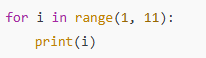 for i in range(1, 11):
    print(i)